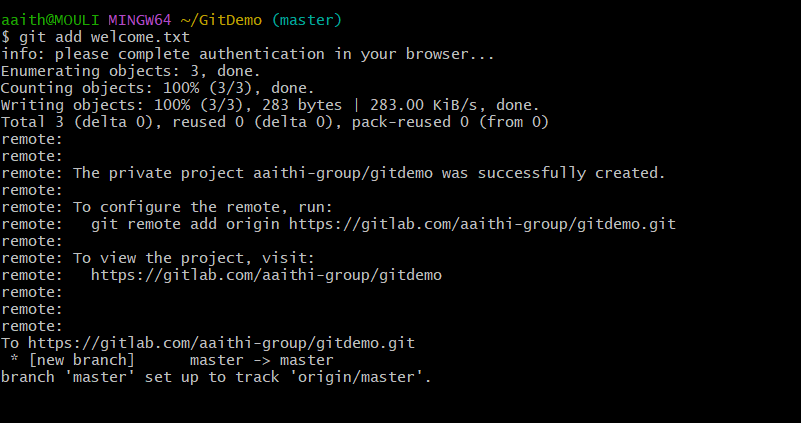 aaith@MOULI MINGW64 ~/GitDemo (master)
$ git add welcome.txt
info: please complete authentication in your browser...
Enumerating objects: 3, done.
Counting objects: 100% (3/3), done.
Writing objects: 100% (3/3), 283 bytes | 283.00 KiB/s, done.
Total 3 (delta 0), reused 0 (delta 0), pack-reused 0 (from 0)
remote:
remote:
remote: The private project aaithi-group/gitdemo was successfully created.
remote:
remote: To configure the remote, run:
remote:   git remote add origin https://gitlab.com/aaithi-group/gitdemo.git
remote:
remote: To view the project, visit:
remote:   https://gitlab.com/aaithi-group/gitdemo
remote:
remote:
remote:
To https://gitlab.com/aaithi-group/gitdemo.git
 * [new branch]      master -> master
branch 'master' set up to track 'origin/master'.